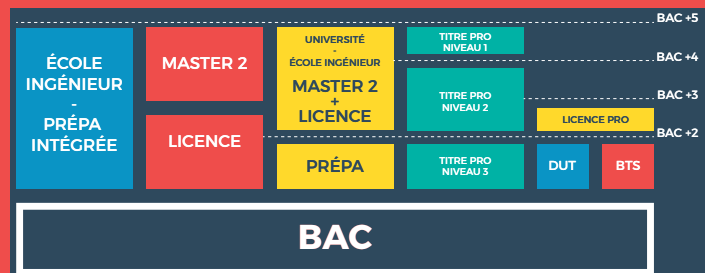 BAC +5
ÉCOLE
INGÉNIEUR
-
PRÉPA
INTÉGRÉE
MASTER 2
LICENCE
UNIVERSITÉ
-
ÉCOLE INGÉNIEUR
MASTER 2
+
LICENCE
PRÉPA
TITRE PRO
NIVEAU 1
TITRE PRO
NIVEAU 2
TITRE PRO
NIVEAU 3
BAC +4
BAC +3
LICENCE PRO
BAC +2
DUT
BTS
BAC